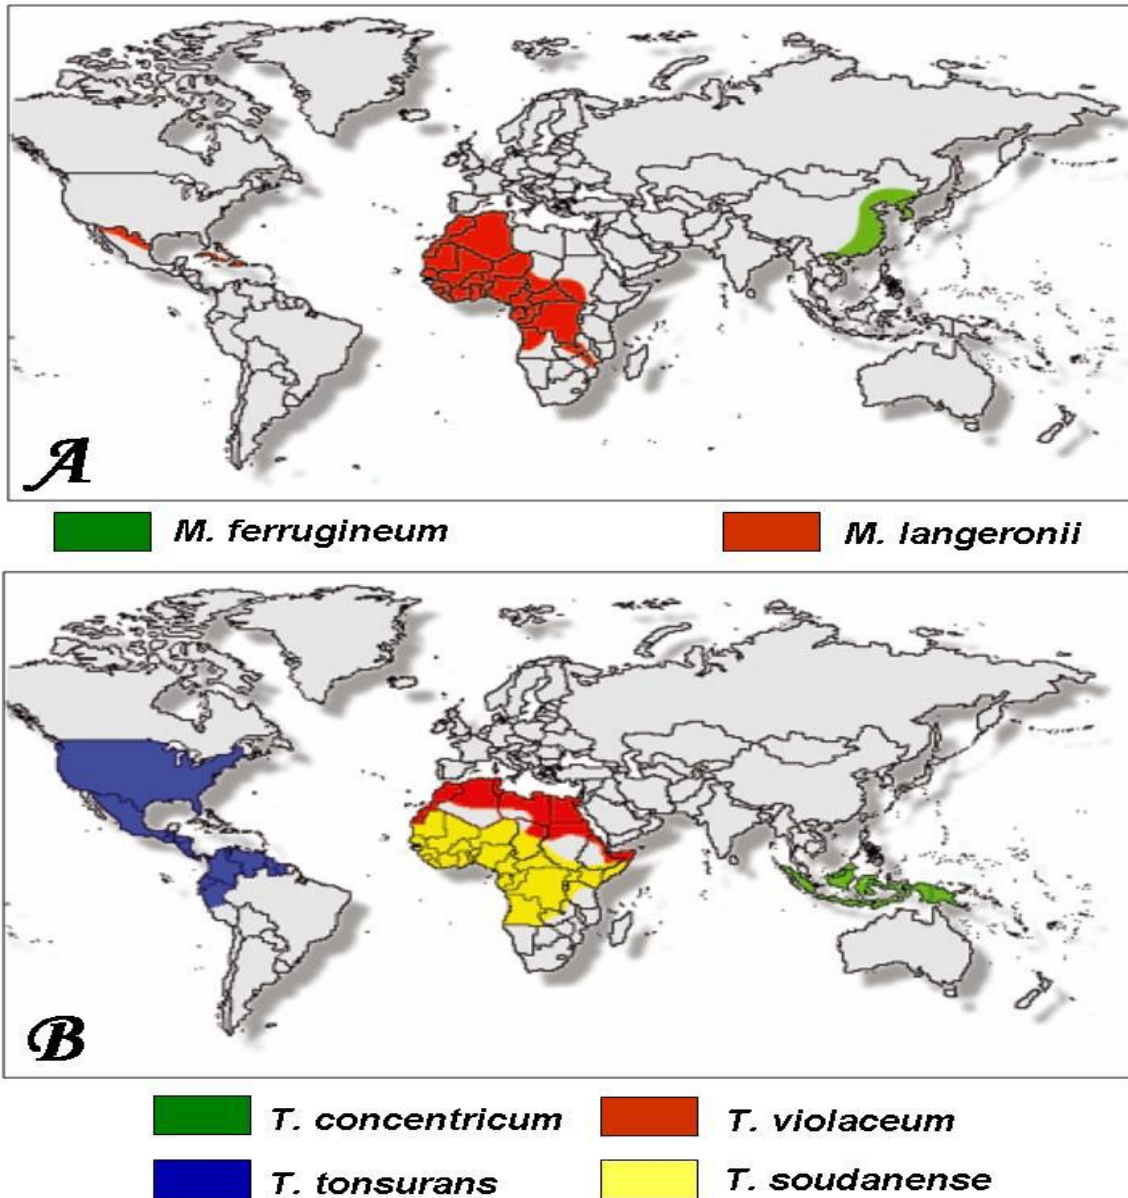 A
M. ferrugineum M. langeronii
B
T. concentricum T. violaceum
T. tonsurans T. soudanense